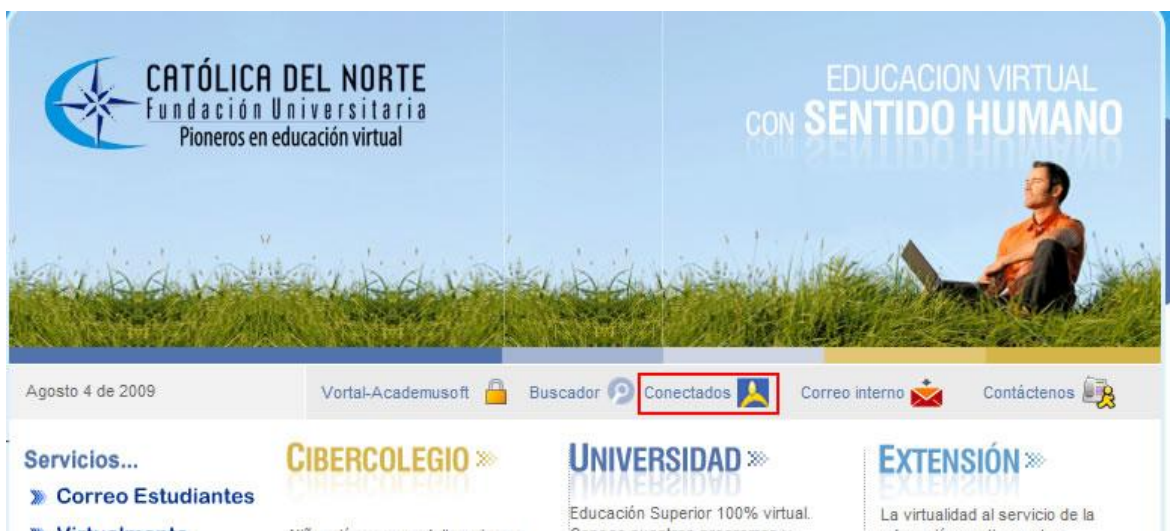 CATÓLICA DEL NORTE
Fundación Universitaria
Pioneros en educación virtual
EDUCACION VIRTUAL
CON SENTIDO HUMANO
Agosto 4 de 2009
Vortal-Academusoft
Buscador
Conectados
Correo interno
Contáctenos
Servicios...
Correo Estudiantes
CIBERCOLEGIO
UNIVERSIDAD
Educación Superior 100% virtual.
EXTENSIÓN
La virtualidad al servicio de la